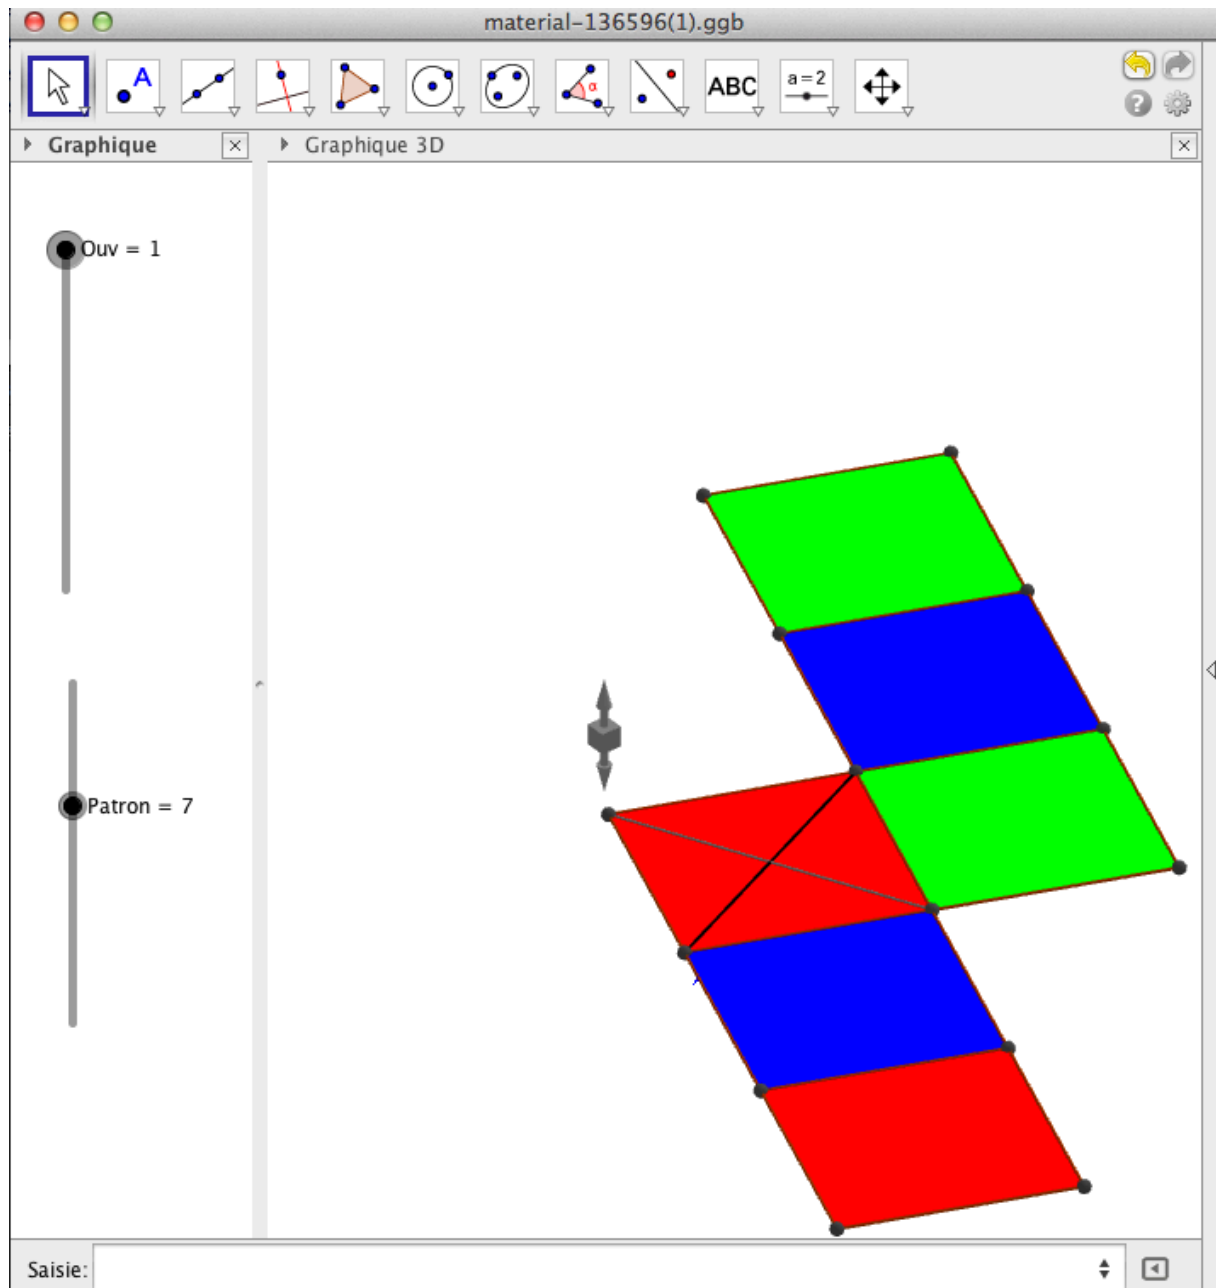 material-136596(1).ggb
A
α
ABC
a=2
?
Graphique
Graphique 3D
Ouv = 1
Patron = 7
Saisie: